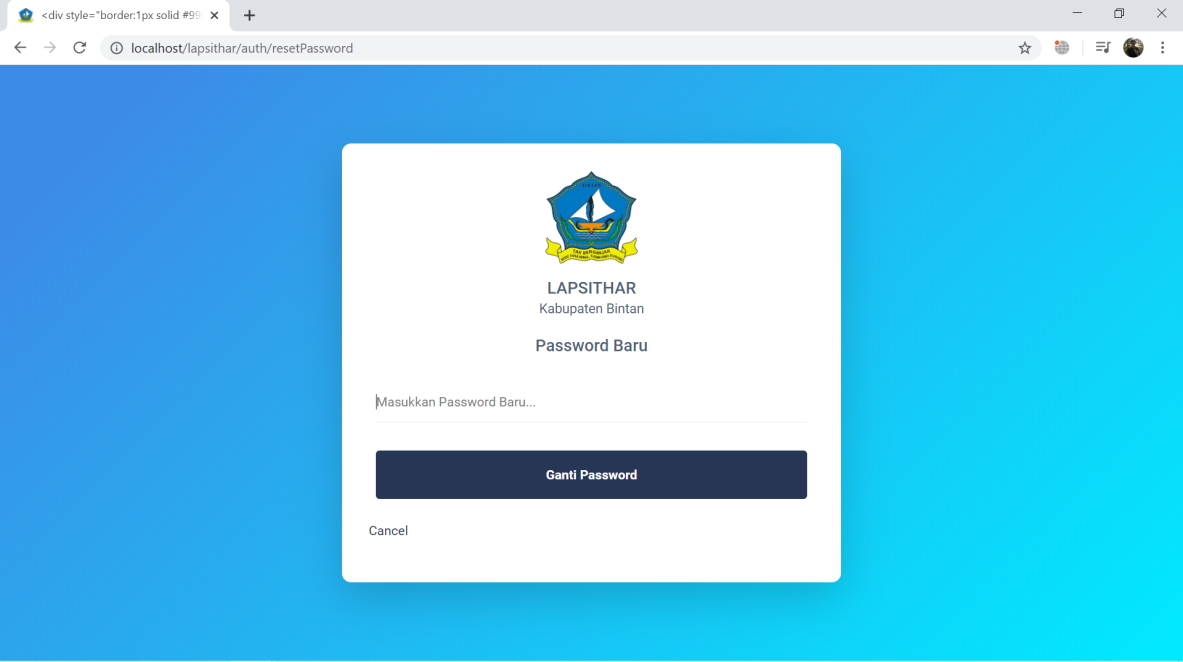 <div style="border:1px solid #99
localhost/lapsithar/auth/resetPassword
BINTAN
LAPSITHAR
Kabupaten Bintan
Password Baru
Masukkan Password Baru...
Ganti Password
Cancel